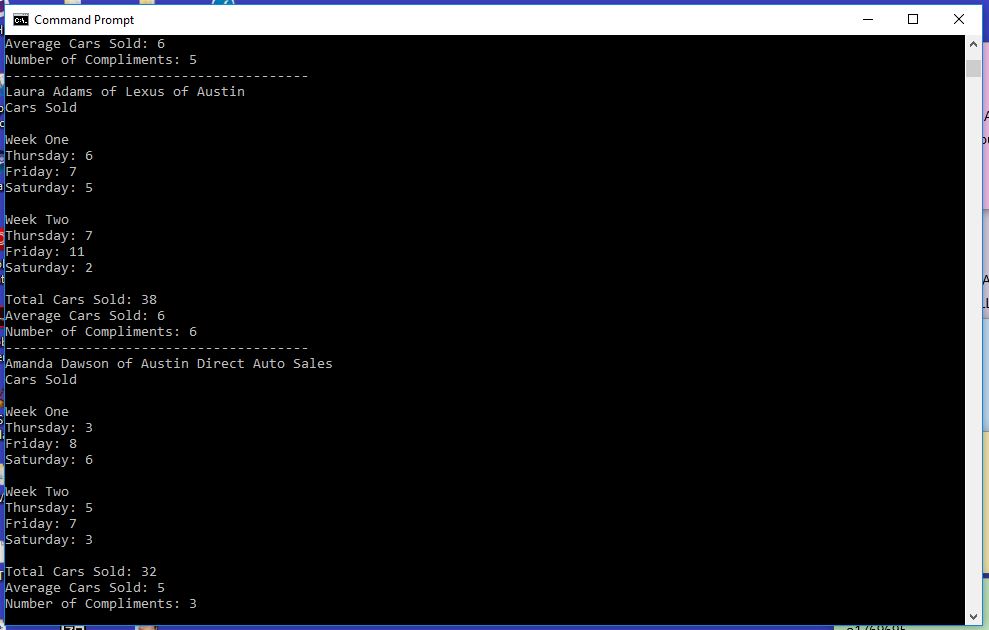 Command Prompt
Average Cars Sold: 6
Number of Compliments: 5
--------------------------------------
Laura Adams of Lexus of Austin
Cars Sold
Week One
Thursday: 6
Friday: 7
Saturday: 5
Week Two
Thursday: 7
Friday: 11
Saturday: 2
Total Cars Sold: 38
Average Cars Sold: 6
Number of Compliments: 6
--------------------------------------
Amanda Dawson of Austin Direct Auto Sales
Cars Sold
Week One
Thursday: 3
Friday: 8
Saturday: 6
Week Two
Thursday: 5
Friday: 7
Saturday: 3
Total Cars Sold: 32
Average Cars Sold: 5
Number of Compliments: 3